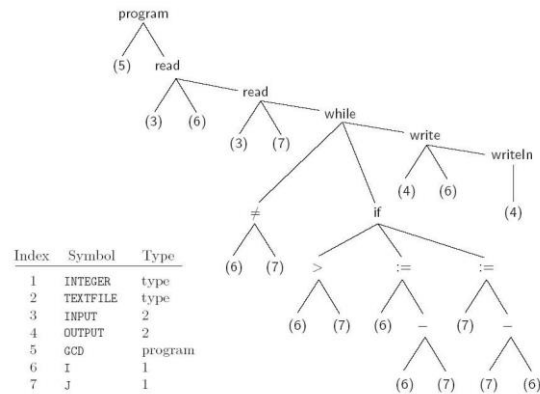 program
(5) read
read
(3) (6)
while
(3) (7)
write
writeln
(4) (6)
(4)
≠ if
(6) (7)
> := :=
(6) (7) (6) − (7) −
(6) (7) (7) (6)
Index Symbol Type
1 INTEGER type
2 TEXTFILE type
3 INPUT 2
4 OUTPUT 2
5 GCD program
6 I 1
7 J 1